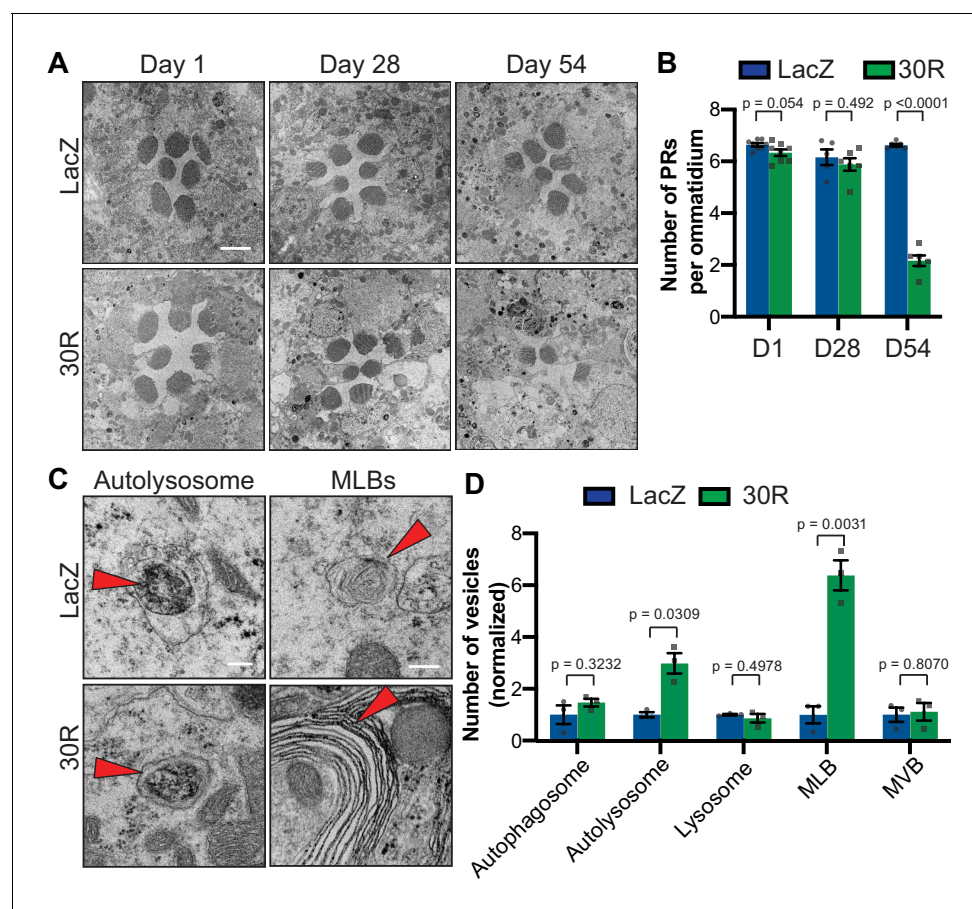 A
Day 1
Day 28
Day 54
LacZ
30R
B
LacZ
30R
p = 0.054
p = 0.492
p <0.0001
8
6
4
2
0
Number of PRs
per ommatidium
D1
D28
D54
C
Autolysosome
MLBs
LacZ
30R
D
LacZ
30R
8
6
4
2
0
Number of vesicles
(normalized)
p = 0.3232
p = 0.0309
p = 0.4978
p = 0.0031
p = 0.8070
Autophagosome
Autolysosome
Lysosome
MLB
MVB